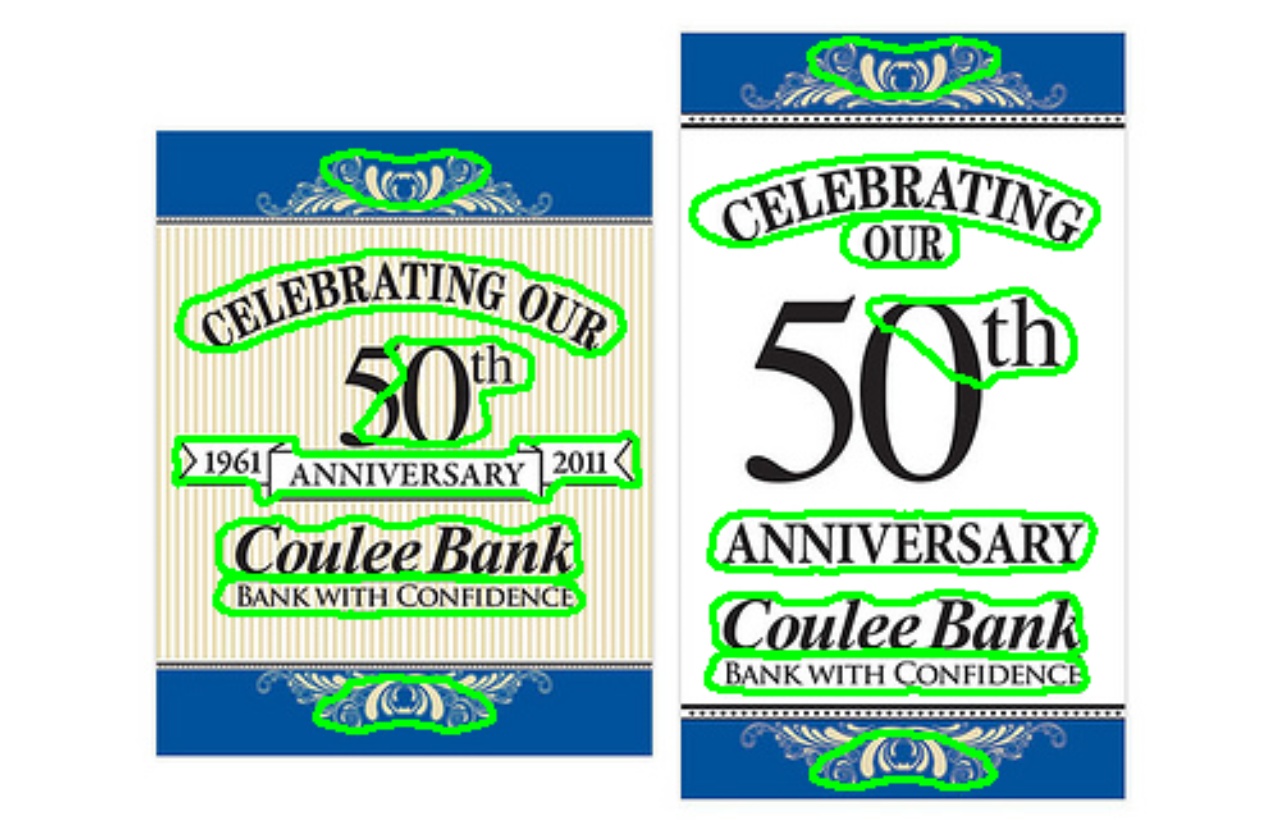 CELEBRATING OUR
50th
1961 ANNIVERSARY 2011
Coulee Bank
BANK WITH CONFIDENCE
CELEBRATING
OUR
50th
ANNIVERSARY
Coulee Bank
BANK WITH CONFIDENCE